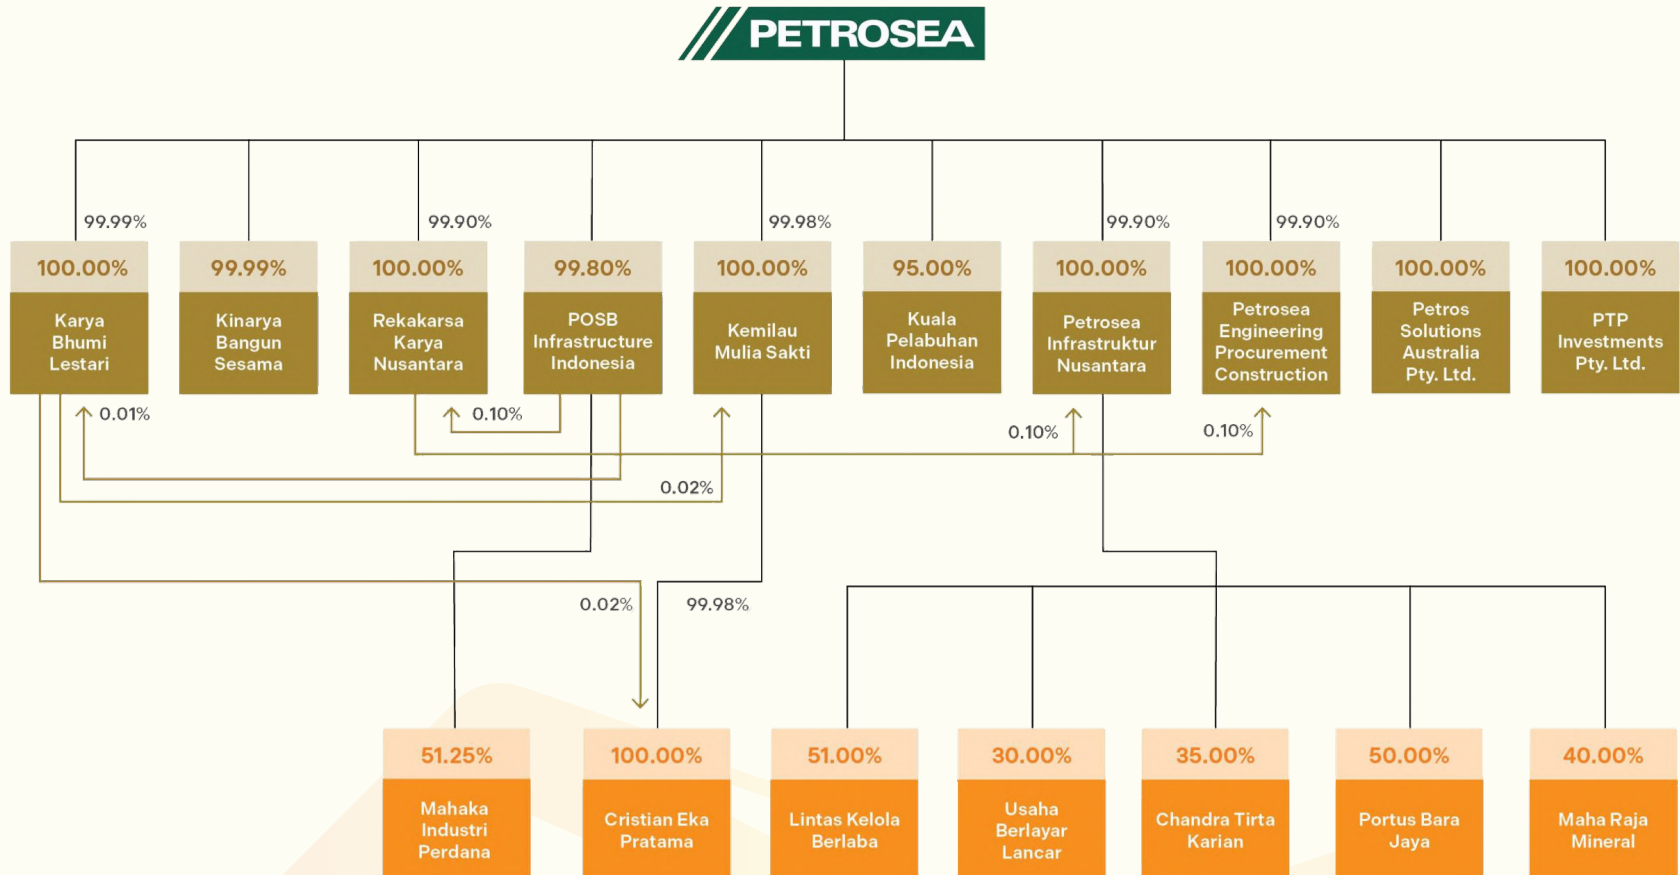 PETROSEA
99.99%
99.90%
99.98%
99.90%
99.90%
100.00%
99.99%
100.00%
99.80%
100.00%
95.00%
100.00%
100.00%
100.00%
100.00%
Karya
Bhumi
Lestari
Kinarya
Bangun
Sesama
Rekakarsa
Karya
Nusantara
POSB
Infrastructure
Indonesia
Kemilau
Mulia Sakti
Kuala
Pelabuhan
Indonesia
Petrosea
Infrastruktur
Nusantara
Petrosea
Engineering
Procurement
Construction
Petros
Solutions
Australia
Pty. Ltd.
PTP
Investments
Pty. Ltd.
0.01%
0.10%
0.10%
0.10%
0.02%
0.02%
99.98%
51.25%
100.00%
51.00%
30.00%
35.00%
50.00%
40.00%
Mahaka
Industri
Perdana
Cristian Eka
Pratama
Lintas Kelola
Berlaba
Usaha
Berlayar
Lancar
Chandra Tirta
Karian
Portus Bara
Jaya
Maha Raja
Mineral